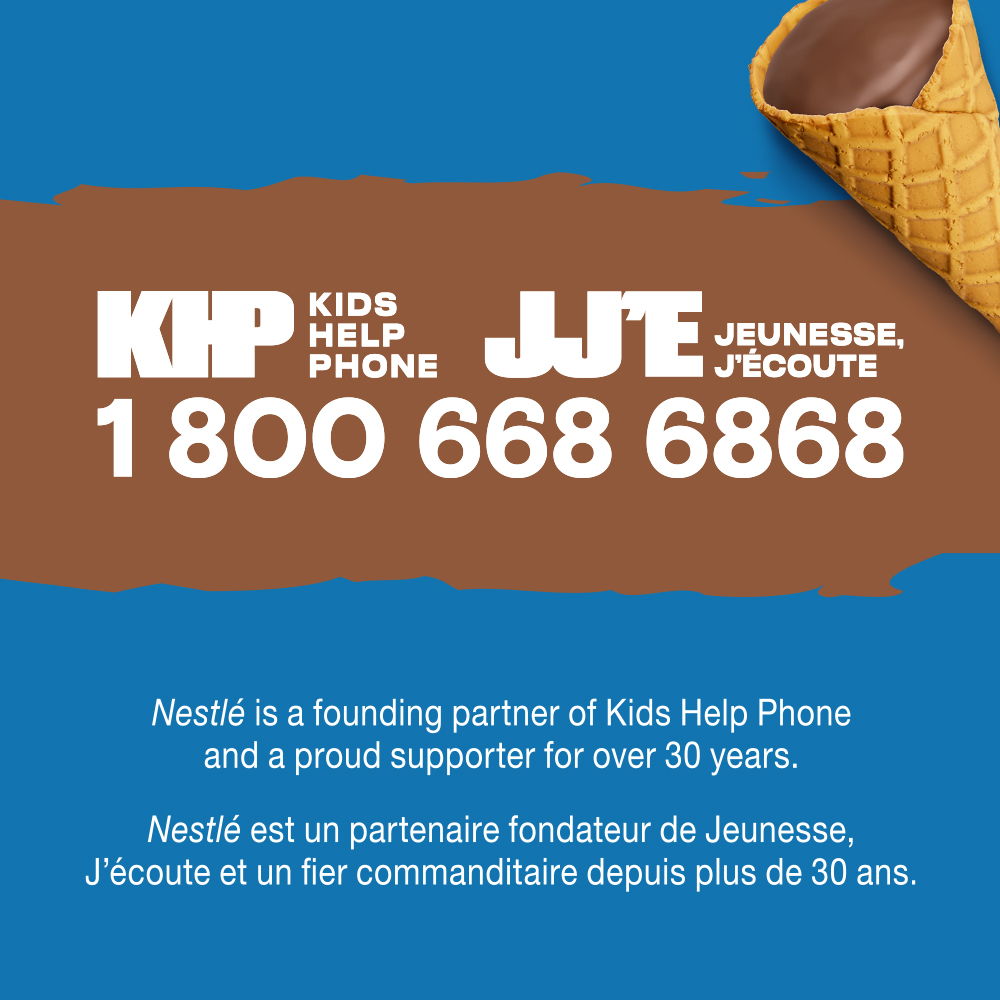 KHP KIDS
HELP
PHONE
JJ'E JEUNESSE,
J'ÉCOUTE
1 800 668 6868
Nestlé is a founding partner of Kids Help Phone
and a proud supporter for over 30 years.
Nestlé est un partenaire fondateur de Jeunesse,
J'écoute et un fier commanditaire depuis plus de 30 ans.